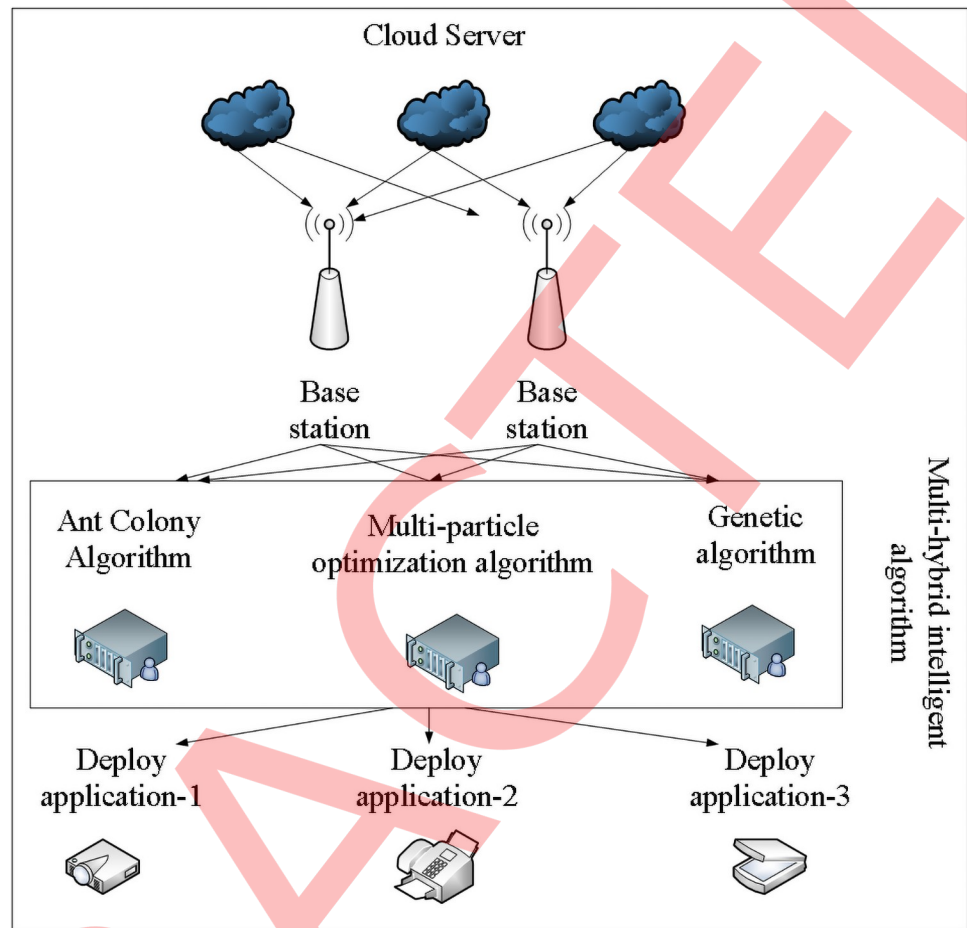 Cloud Server
Base
station
Base
station
Ant Colony
Algorithm
Multi-particle
optimization algorithm
Genetic
algorithm
Multi-hybrid intelligent
algorithm
Deploy
application-1
Deploy
application-2
Deploy
application-3
ACTE